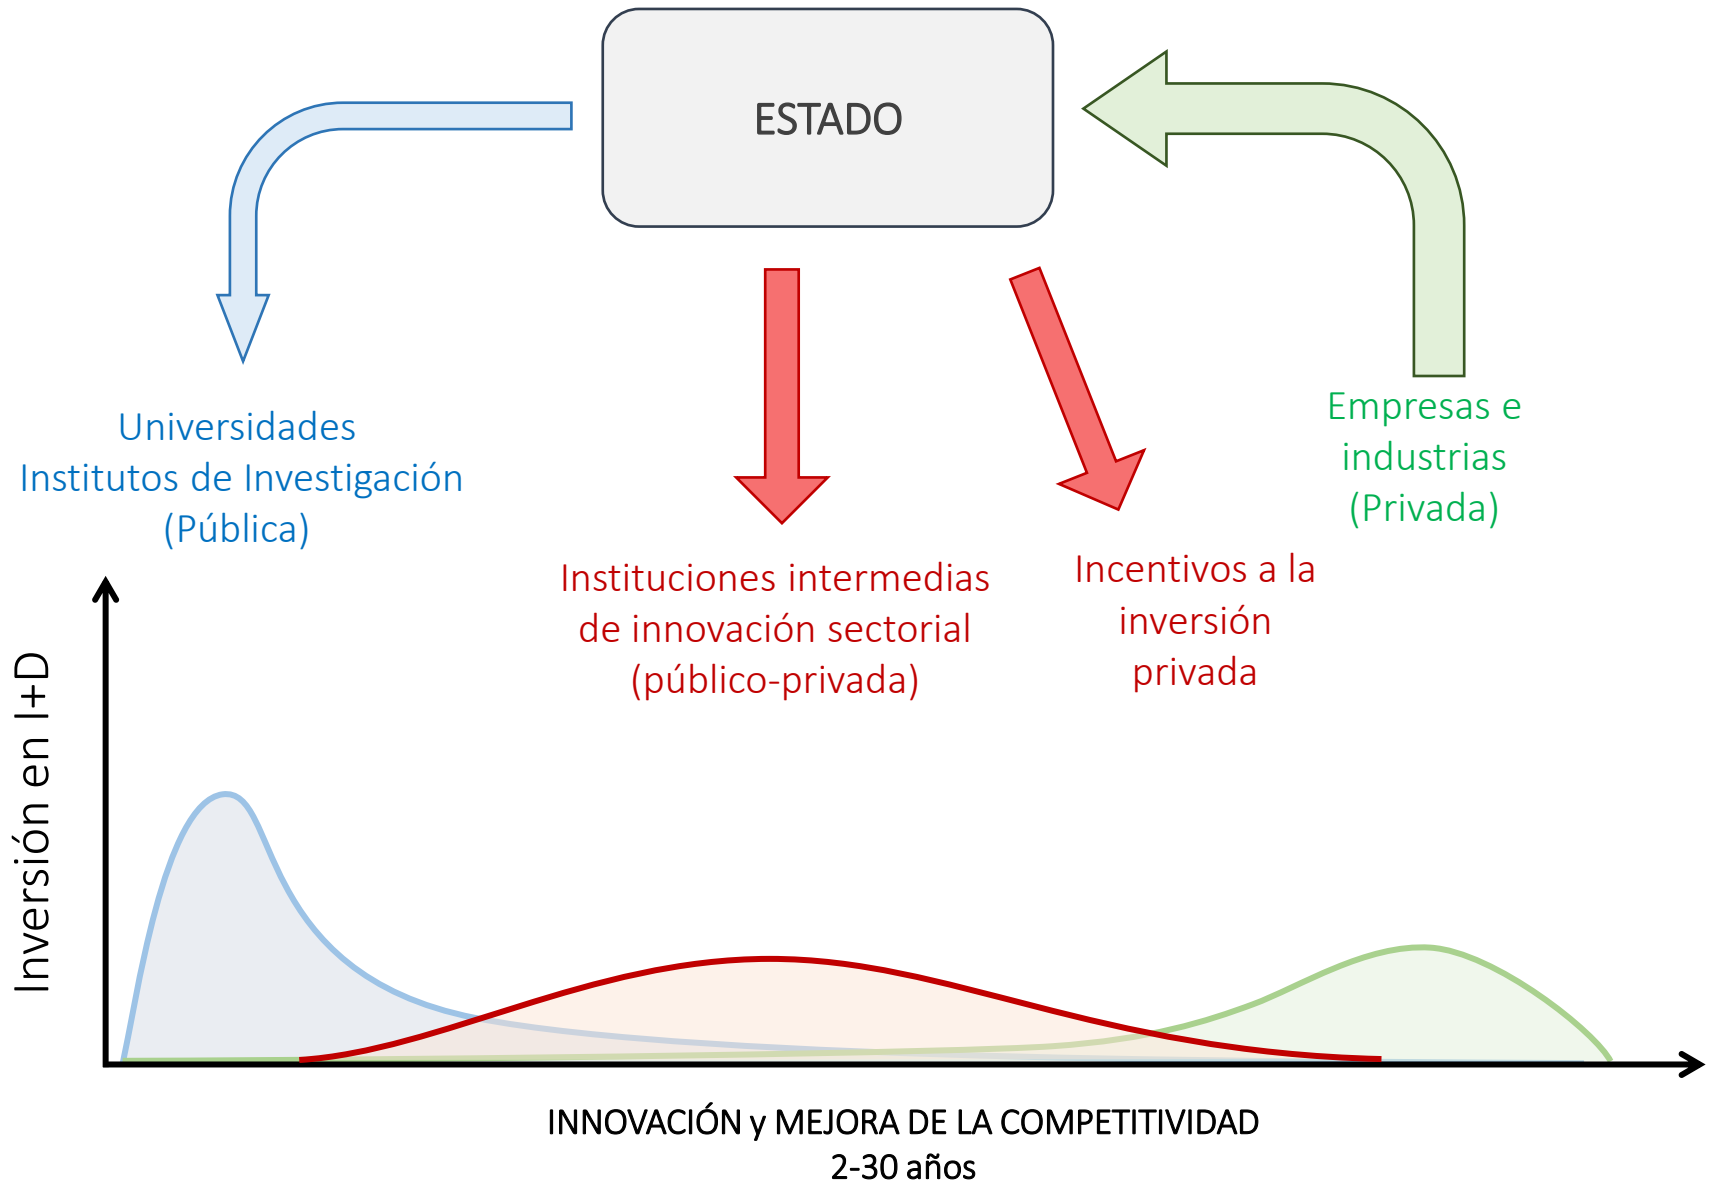 ESTADO
Universidades
Institutos de Investigación
(Pública)
Instituciones intermedias
de innovación sectorial
(público-privada)
Incentivos a la
inversión
privada
Empresas e
industrias
(Privada)
Inversión en I+D
INNOVACIÓN y MEJORA DE LA COMPETITIVIDAD
2-30 años